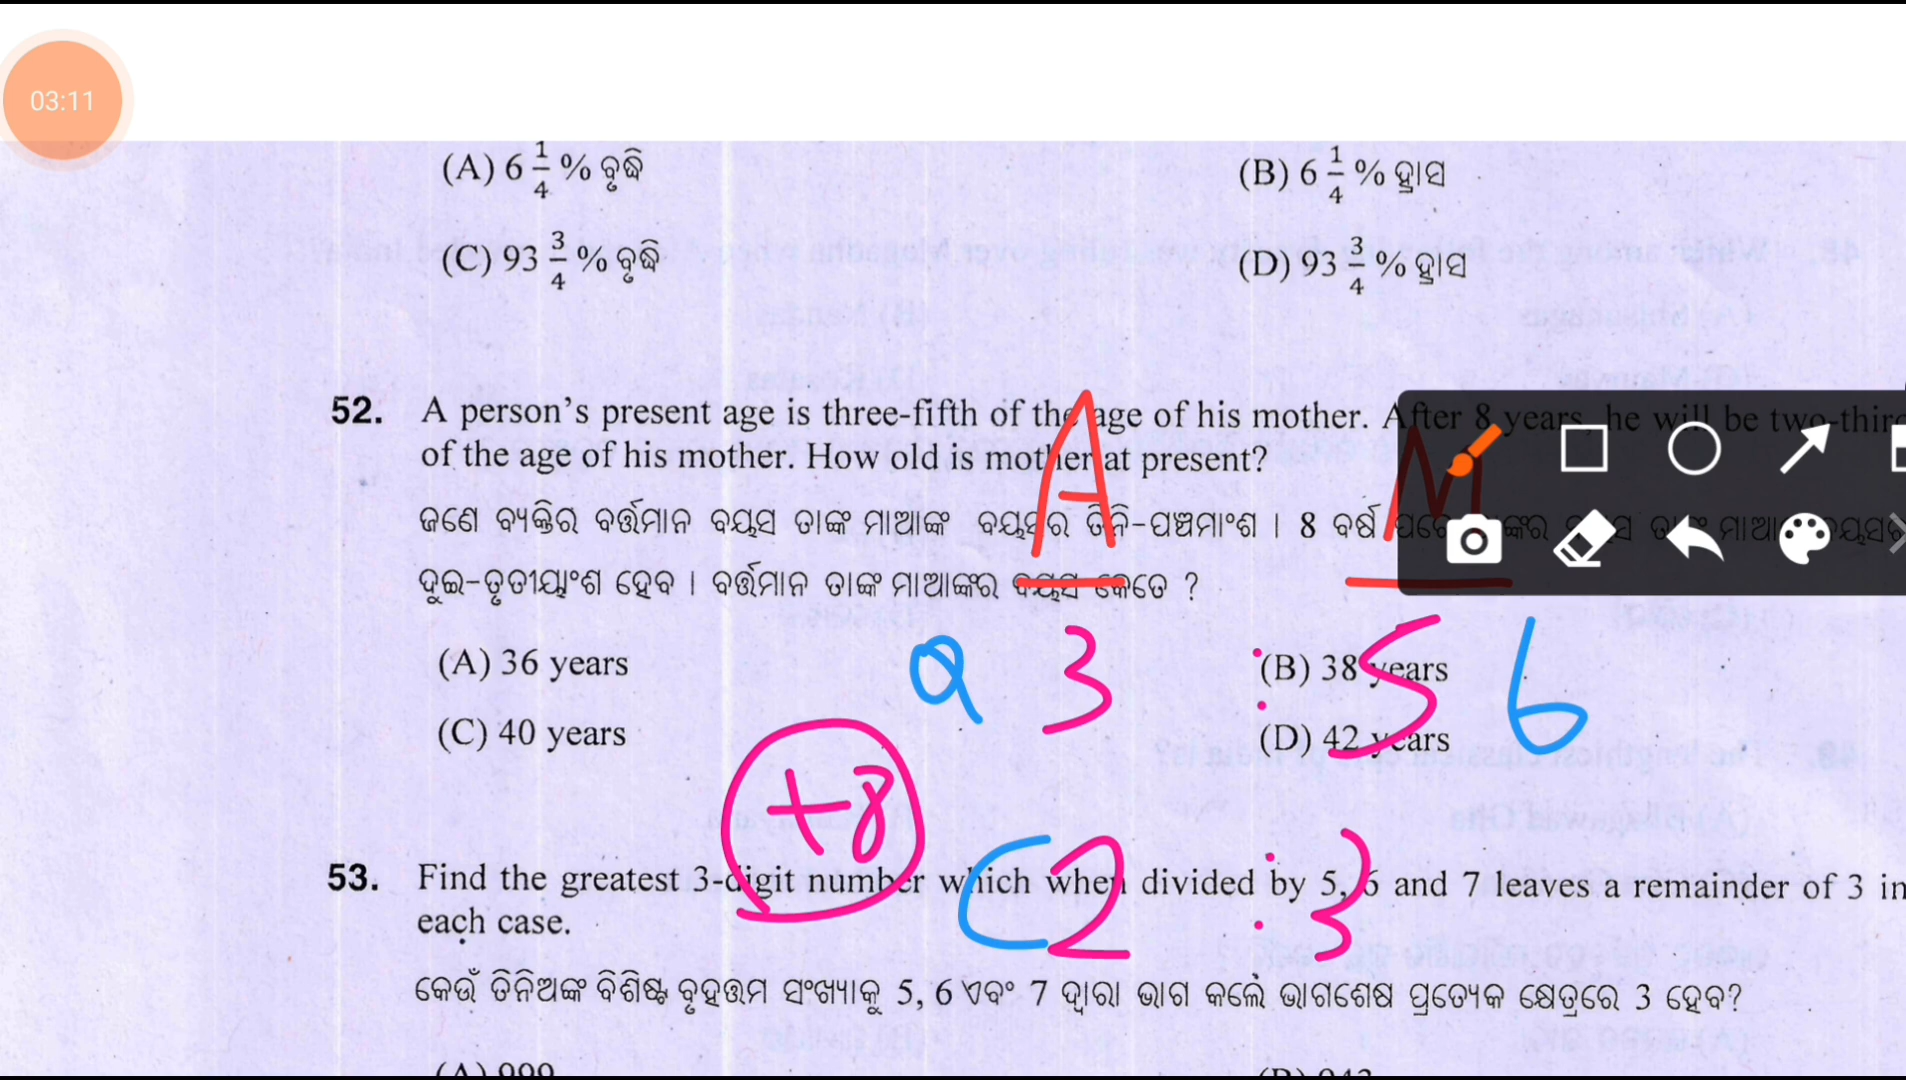 03:11
(A) 6 1/4 % ବୃଦ୍ଧି (B) 6 1/4 % ହ୍ରାସ
(C) 93 3/4 % ବୃଦ୍ଧି (D) 93 3/4 % ହ୍ରାସ
52. A person's present age is three-fifth of the age of his mother. After 8 years, he will be two-thir
of the age of his mother. How old is mother at present?
A M
ଜଣେ ବ୍ୟକ୍ତିର ବର୍ତ୍ତମାନ ବୟସ ତାଙ୍କ ମାଆଙ୍କ ବୟସର ତିନି-ପଞ୍ଚମାଂଶ । 8 ବର୍ଷ ପରେ ତାଙ୍କ ମାଆ
ଦୁଇ-ତୃତୀୟାଂଶ ହେବ । ବର୍ତ୍ତମାନ ତାଙ୍କ ମାଆଙ୍କର ବୟସ କେତେ ?
(A) 36 years (B) 38 years
a 3 : 5 b
(C) 40 years (D) 42 years
+8
c 2 : 3
53. Find the greatest 3-digit number which when divided by 5, 6 and 7 leaves a remainder of 3 in
each case.
କେଉଁ ତିନିଅଙ୍କ ବିଶିଷ୍ଟ ବୃହତ୍ତମ ସଂଖ୍ୟାକୁ 5, 6 ଏବଂ 7 ଦ୍ୱାରା ଭାଗ କଲେ ଭାଗଶେଷ ପ୍ରତ୍ୟେକ କ୍ଷେତ୍ରରେ 3 ହେବ?
(A) 999 (B) 943